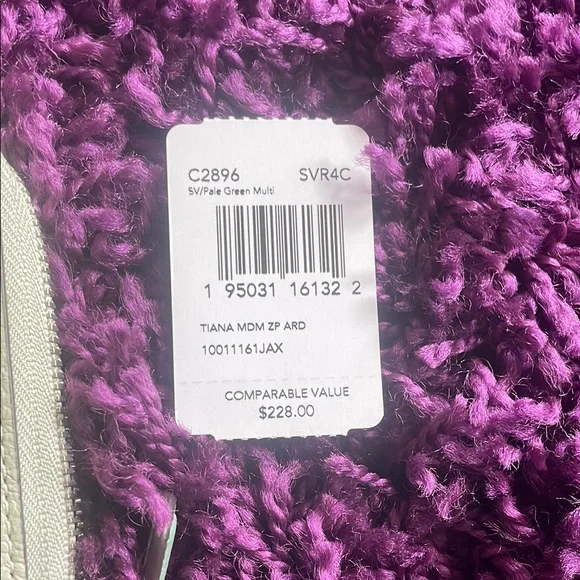 C2896 SVR4C
SV/Pale Green Multi
1 95031 16132 2
TIANA MDM ZP ARD
10011161JAX
COMPARABLE VALUE
$228.00